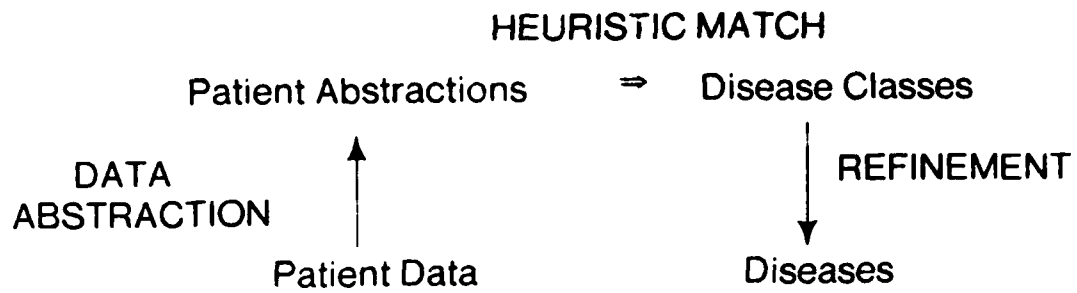 HEURISTIC MATCH
Patient Abstractions ⇒ Disease Classes
DATA
ABSTRACTION
REFINEMENT
Patient Data
Diseases